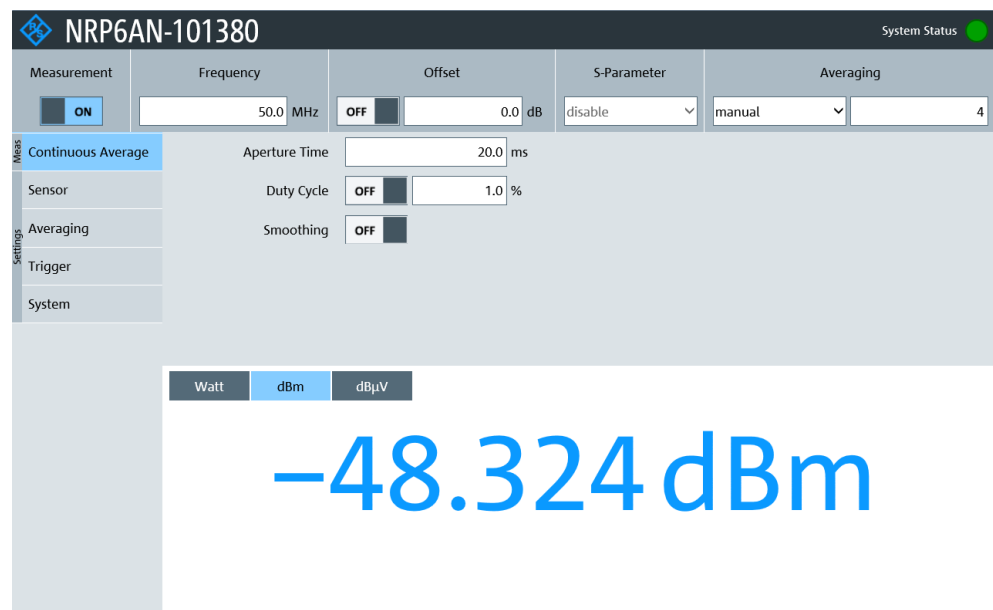 NRP6AN-101380
System Status
Measurement Frequency Offset S-Parameter Averaging
ON 50.0 MHz OFF 0.0 dB disable manual 4
Meas
Continuous Average
Aperture Time 20.0 ms
Settings
Sensor
Duty Cycle OFF 1.0 %
Averaging
Smoothing OFF
Trigger
System
Watt dBm dBµV
−48.324 dBm